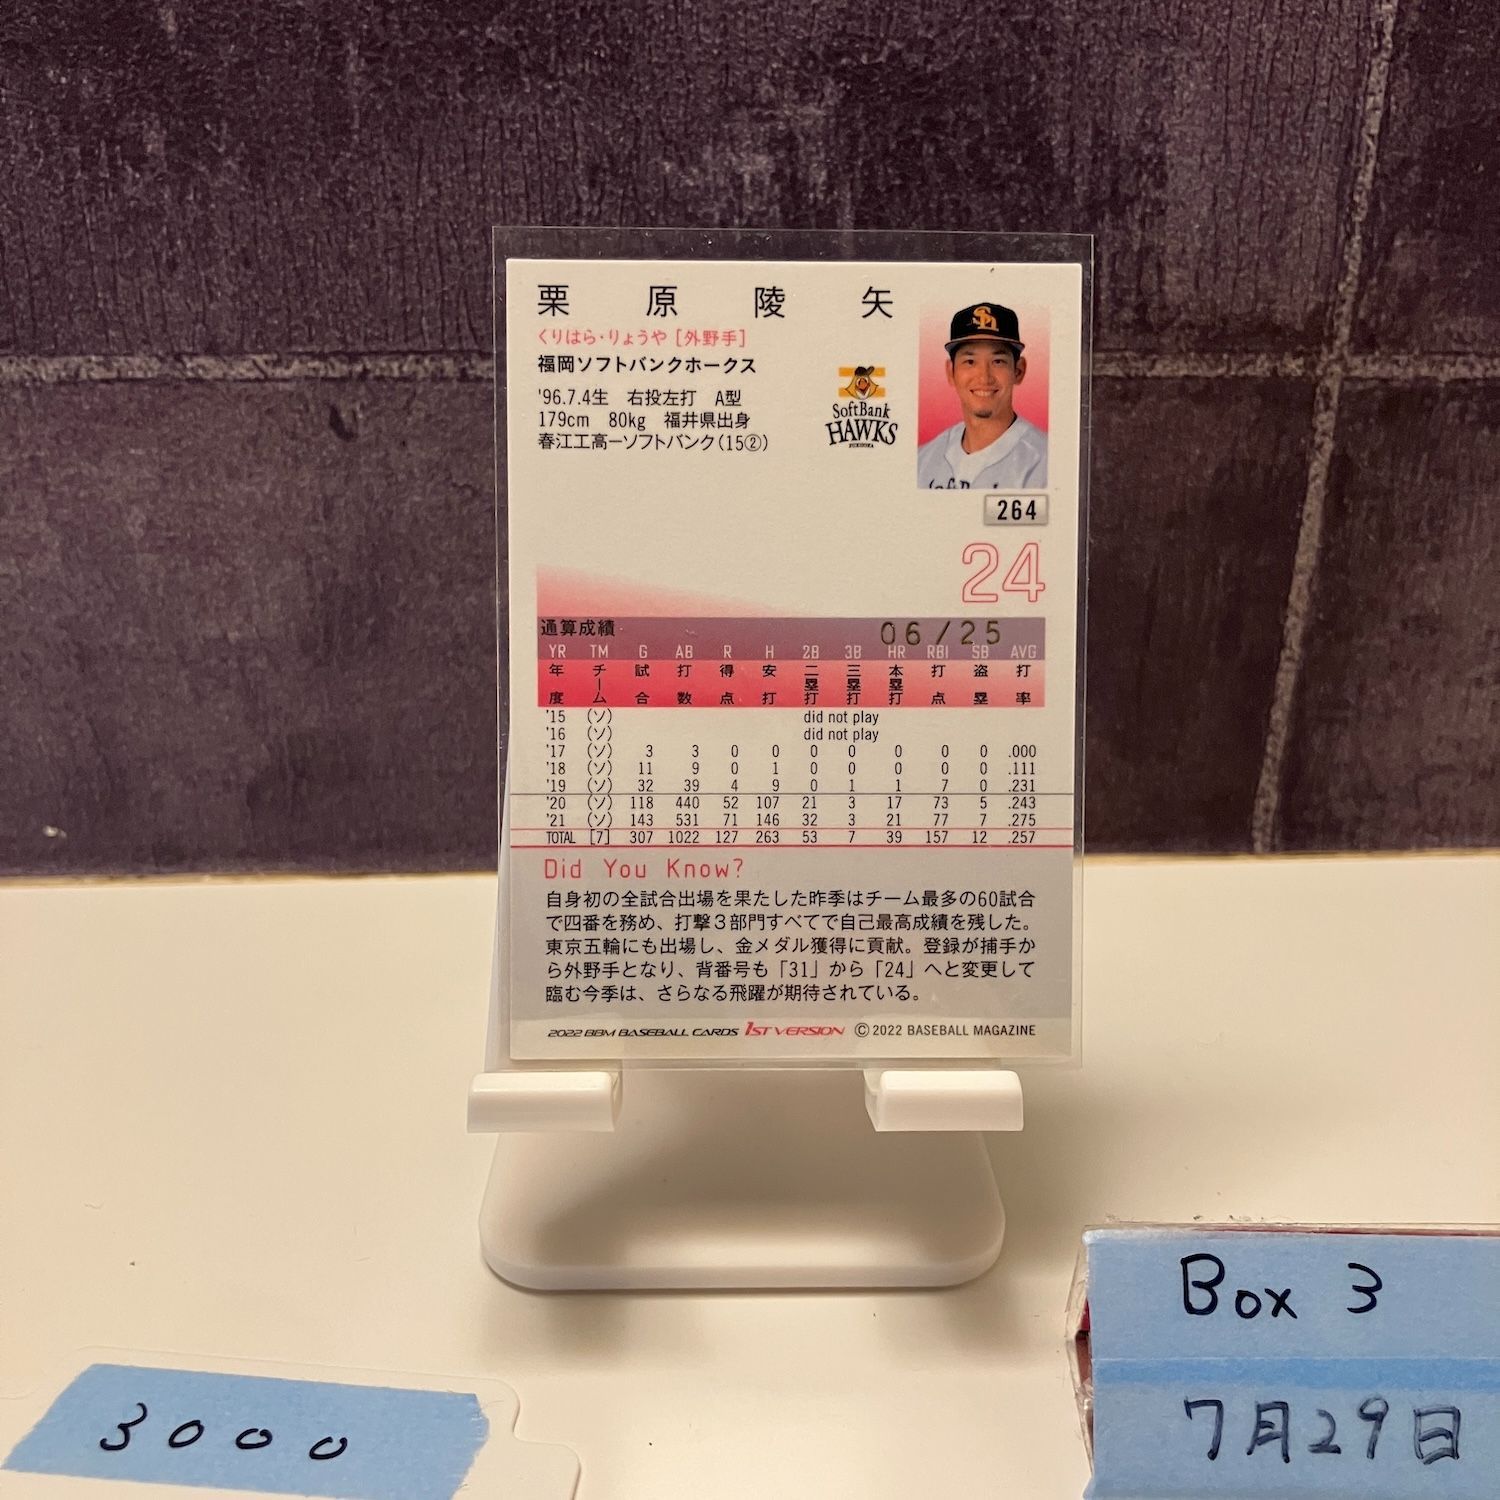 栗原陵矢
くりはら・りょうや［外野手］
福岡ソフトバンクホークス
'96.7.4生 右投左打 A型
179cm 80kg 福井県出身
春江工高ーソフトバンク（15②）
SoftBank
HAWKS
264
24
通算成績
06/25
YR TM G AB R H 2B 3B HR RBI SB AVG
年度 チーム 試合 打数 得点 安打 二塁打 三塁打 本塁打 打点 盗塁 打率
'15 (ソ) did not play
'16 (ソ) did not play
'17 (ソ) 3 3 0 0 0 0 0 0 0 .000
'18 (ソ) 11 9 0 1 0 0 0 0 0 .111
'19 (ソ) 32 39 4 9 0 1 1 7 0 .231
'20 (ソ) 118 440 52 107 21 3 17 73 5 .243
'21 (ソ) 143 531 71 146 32 3 21 77 7 .275
TOTAL [7] 307 1022 127 263 53 7 39 157 12 .257
Did You Know?
自身初の全試合出場を果たした昨季はチーム最多の60試合
で四番を務め、打撃３部門すべてで自己最高成績を残した。
東京五輪にも出場し、金メダル獲得に貢献。登録が捕手か
ら外野手となり、背番号も「31」から「24」へと変更して
臨む今季は、さらなる飛躍が期待されている。
2022 BBM BASEBALL CARDS 1ST VERSION ©2022 BASEBALL MAGAZINE
Box 3
7月29日
3000